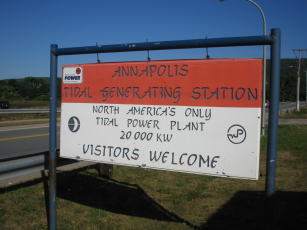 POWER
ANNAPOLIS
TIDAL GENERATING STATION
NORTH AMERICA'S ONLY
TIDAL POWER PLANT
20 000 KW
VISITORS WELCOME